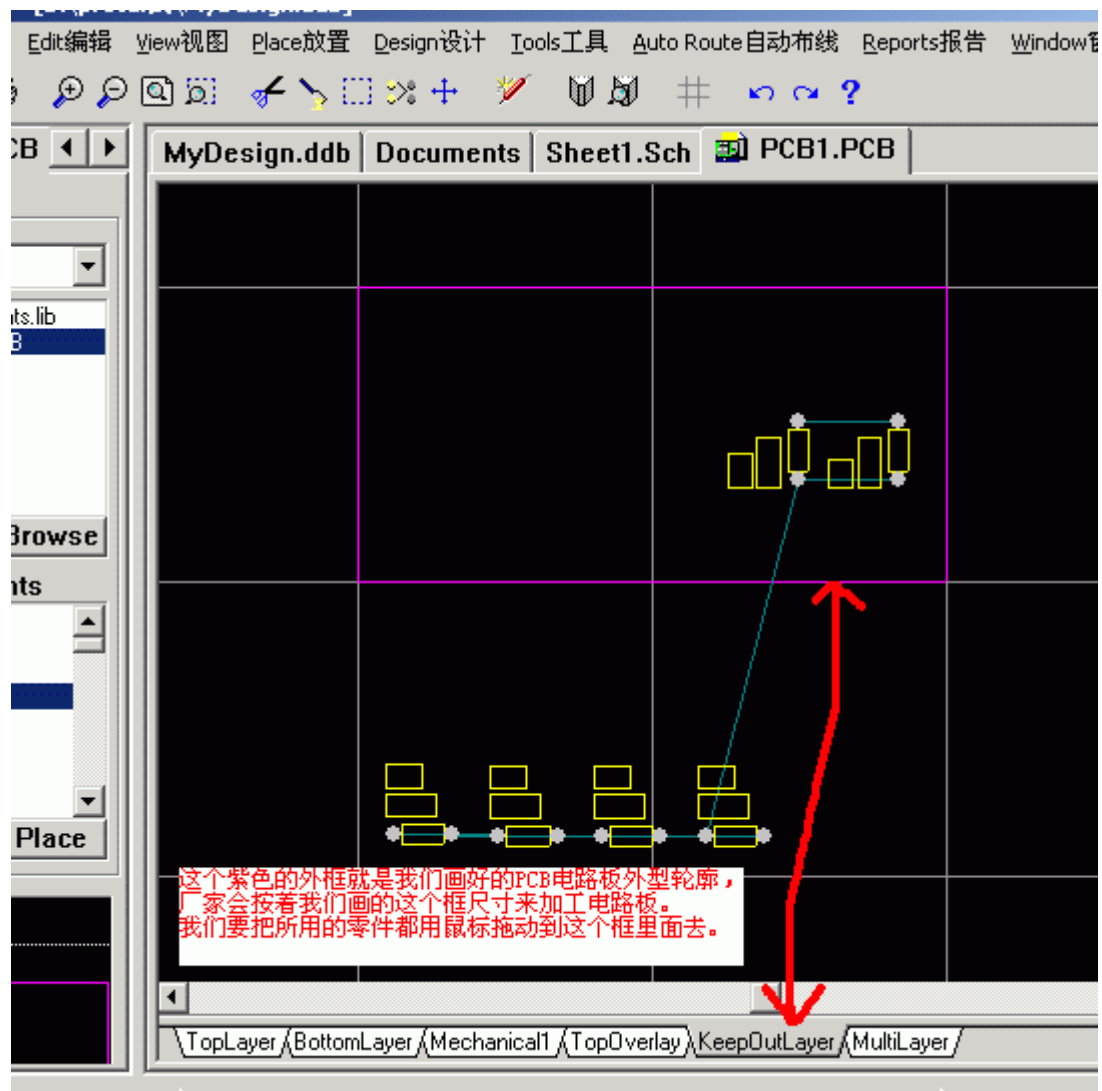 Edit编辑 View视图 Place放置 Design设计 Tools工具 Auto Route自动布线 Reports报告 Window
?
CB
MyDesign.ddb Documents Sheet1.Sch PCB1.PCB
nts.lib
B
Browse
nts
Place
这个紫色的外框就是我们画好的PCB电路板外型轮廓，
厂家会按着我们画的这个框尺寸来加工电路板。
我们要把所用的零件都用鼠标拖动到这个框里面去。
TopLayer BottomLayer Mechanical1 TopOverlay KeepOutLayer MultiLayer